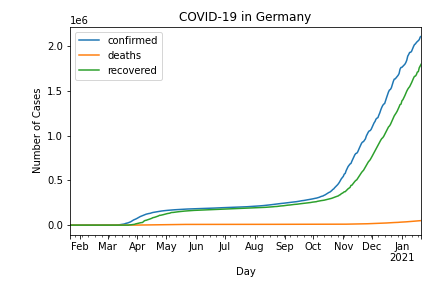 COVID-19 in Germany
1e6
2.0
1.5
1.0
0.5
0.0
Number of Cases
confirmed
deaths
recovered
Feb Mar Apr May Jun Jul Aug Sep Oct Nov Dec Jan
2021
Day